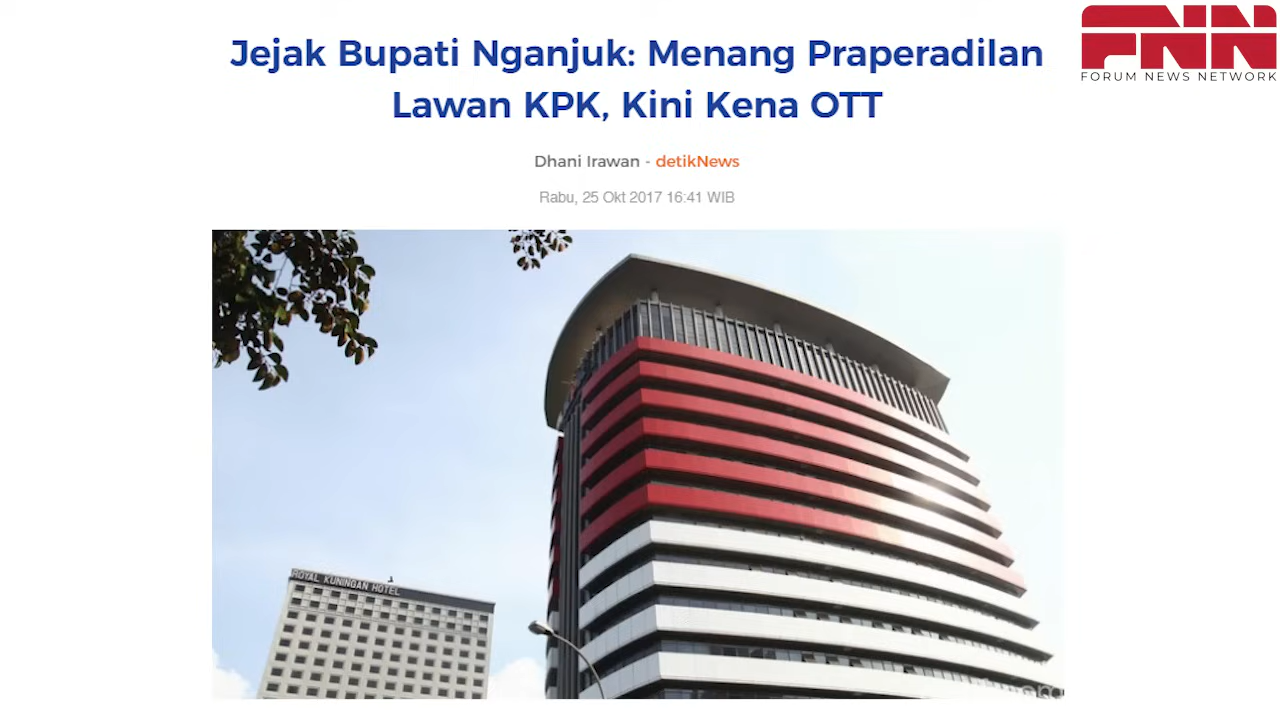 FNN
FORUM NEWS NETWORK
Jejak Bupati Nganjuk: Menang Praperadilan
Lawan KPK, Kini Kena OTT
Dhani Irawan - detikNews
Rabu, 25 Okt 2017 16:41 WIB
ROYAL KUNINGAN HOTEL